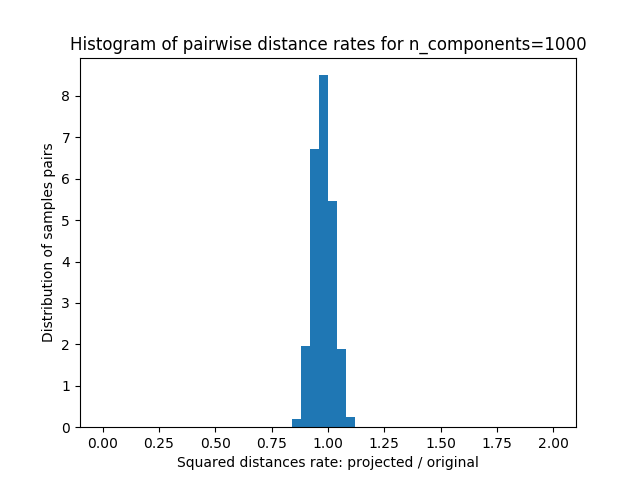 Histogram of pairwise distance rates for n_components=1000
8
7
6
5
4
3
2
1
0
Distribution of samples pairs
0.00 0.25 0.50 0.75 1.00 1.25 1.50 1.75 2.00
Squared distances rate: projected / original